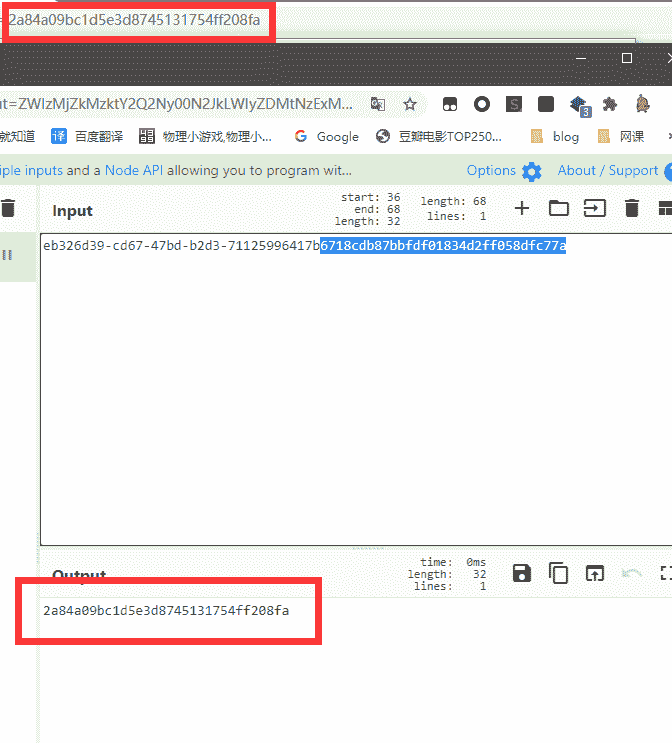 2a84a09bc1d5e3d8745131754ff208fa
ut=ZWIzMjZkMzktY2Q2Ny00N2JkLWIyZDMtNzExM...
3
就知道 译 百度翻译 物理小游戏,物理小... Google 豆瓣电影TOP250... blog 网课 »
iple inputs and a Node API allowing you to program wit... Options About / Support
Input
start: 36
end: 68
length: 32
length: 68
lines: 1
eb326d39-cd67-47bd-b2d3-71125996417b6718cdb87bbfdf01834d2ff058dfc77a
Output
time: 0ms
length: 32
lines: 1
2a84a09bc1d5e3d8745131754ff208fa